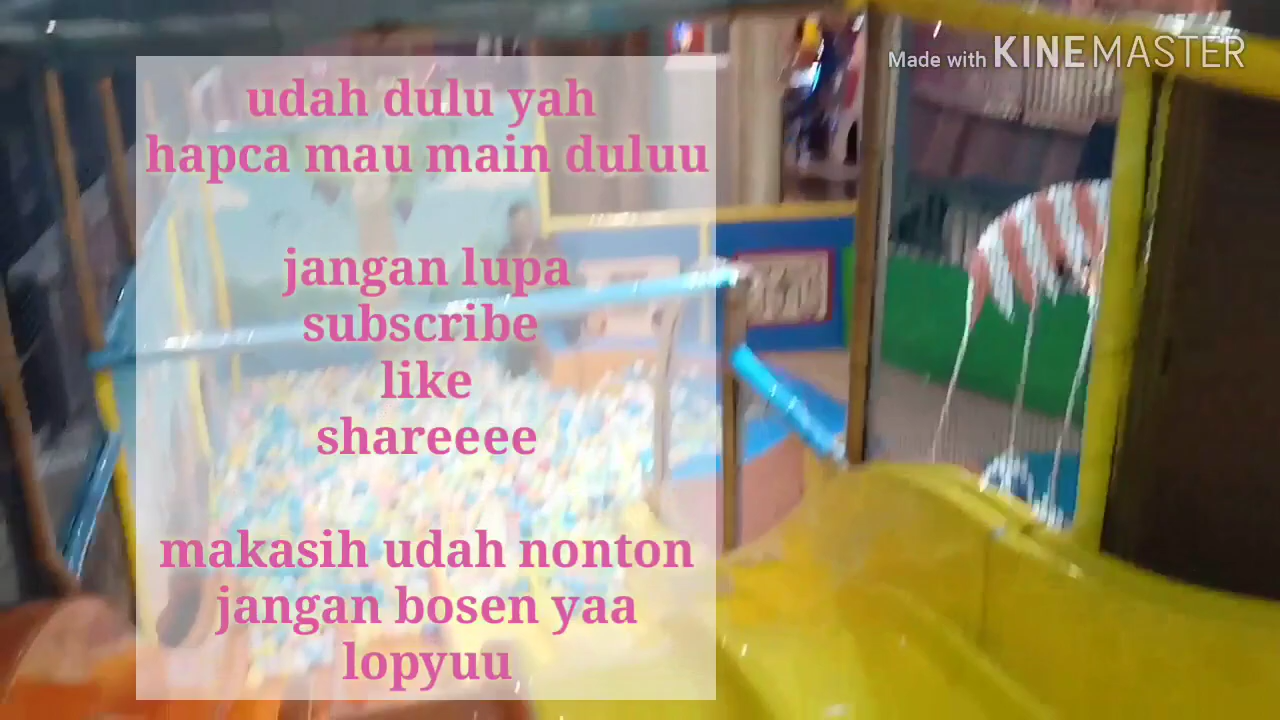 Made with KINEMASTER
udah dulu yah
hapca mau main duluu
jangan lupa
subscribe
like
shareeee
makasih udah nonton
jangan bosen yaa
lopyuu